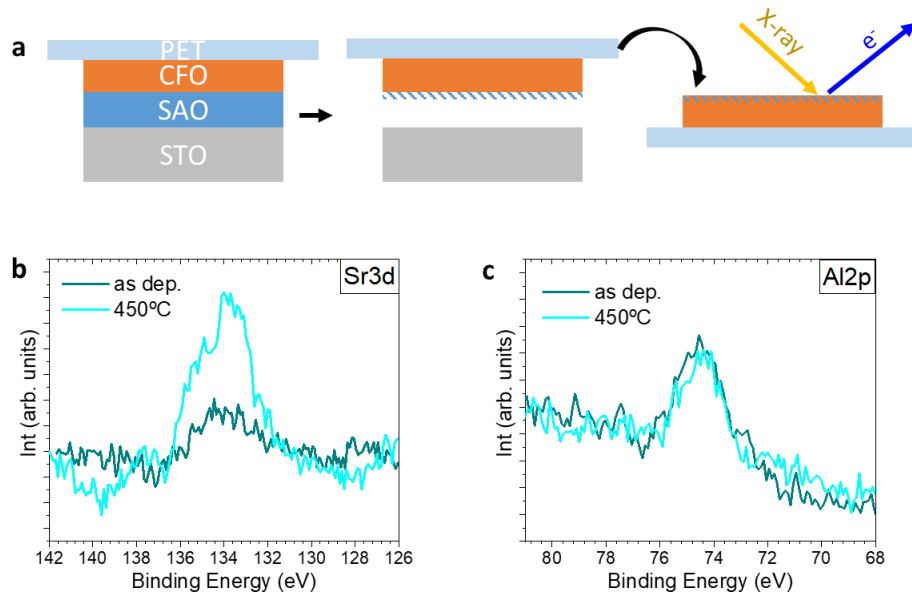 a
PET
CFO
SAO
STO
X-ray
e-
b
as dep.
450ºC
Sr3d
Int (arb. units)
142 140 138 136 134 132 130 128 126
Binding Energy (eV)
c
as dep.
450ºC
Al2p
Int (arb. units)
80 78 76 74 72 70 68
Binding Energy (eV)